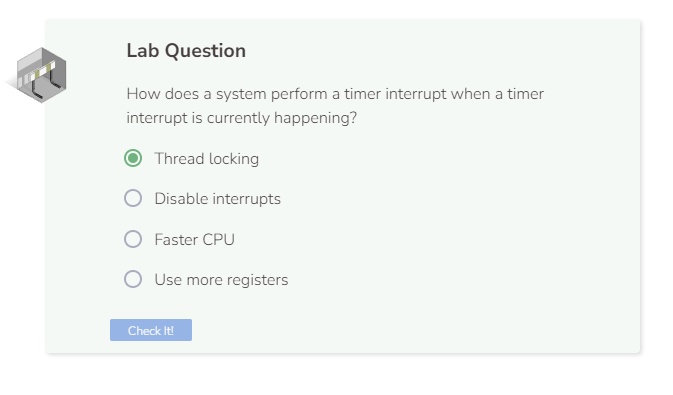 Lab Question
How does a system perform a timer interrupt when a timer
interrupt is currently happening?
Thread locking
Disable interrupts
Faster CPU
Use more registers
Check It!